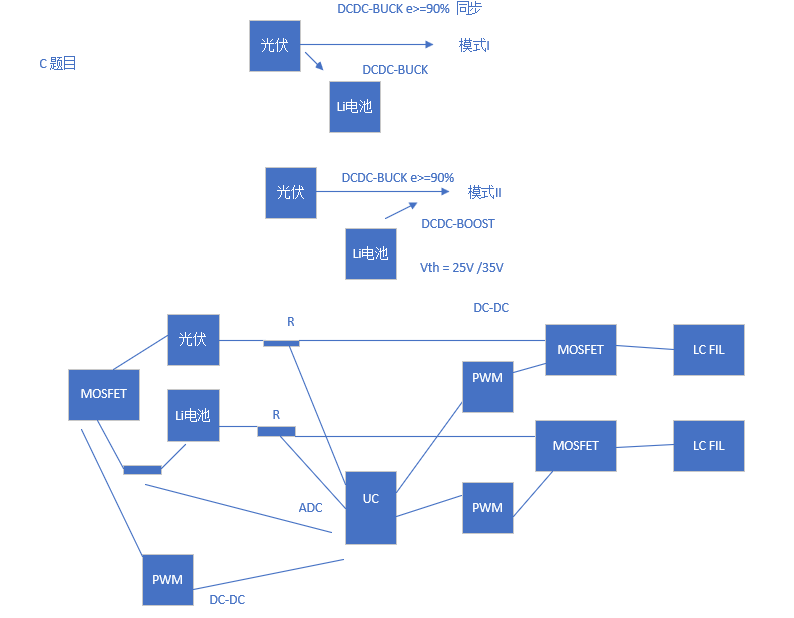 DCDC-BUCK e>=90% 同步
光伏
模式I
C 题目
DCDC-BUCK
Li电池
DCDC-BUCK e>=90%
光伏
模式II
DCDC-BOOST
Li电池
Vth = 25V /35V
DC-DC
R
光伏
MOSFET
LC FIL
PWM
MOSFET
Li电池
R
MOSFET
LC FIL
UC
ADC
PWM
PWM
DC-DC